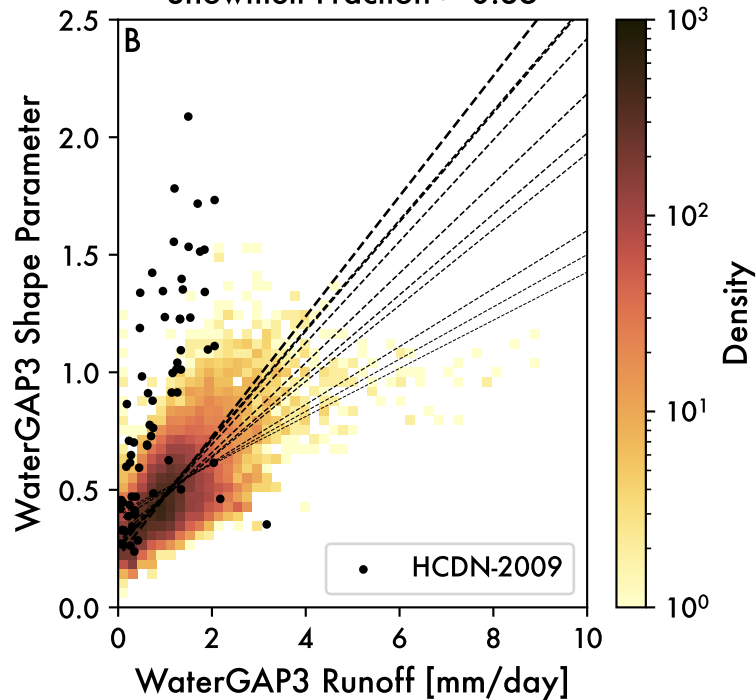 B
2.5
2.0
1.5
1.0
0.5
0.0
WaterGAP3 Shape Parameter
HCDN-2009
0 2 4 6 8 10
WaterGAP3 Runoff [mm/day]
10³
10²
10¹
10⁰
Density